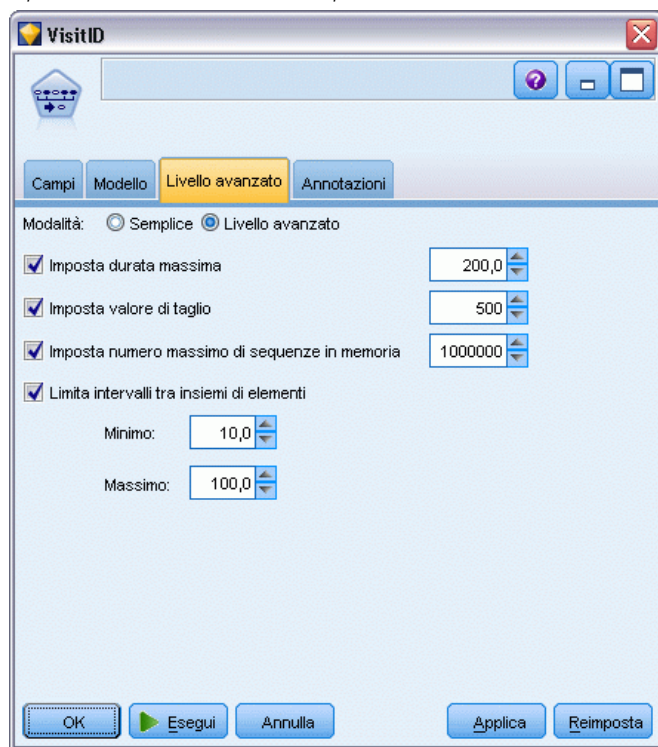 VisitID
Campi Modello Livello avanzato Annotazioni
Modalità: Semplice Livello avanzato
Imposta durata massima 200,0
Imposta valore di taglio 500
Imposta numero massimo di sequenze in memoria 1000000
Limita intervalli tra insiemi di elementi
Minimo: 10,0
Massimo: 100,0
OK Esegui Annulla Applica Reimposta